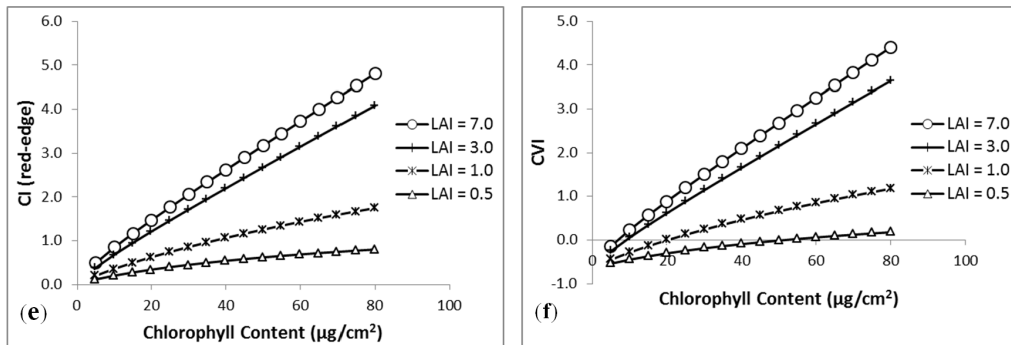 6.0
5.0
4.0
3.0
2.0
1.0
0.0
CI (red-edge)
0
20
40
60
80
100
Chlorophyll Content (µg/cm²)
LAI = 7.0
LAI = 3.0
LAI = 1.0
LAI = 0.5
(e)
5.0
4.0
3.0
2.0
1.0
0.0
-1.0
CVI
0
20
40
60
80
100
Chlorophyll Content (µg/cm²)
LAI = 7.0
LAI = 3.0
LAI = 1.0
LAI = 0.5
(f)